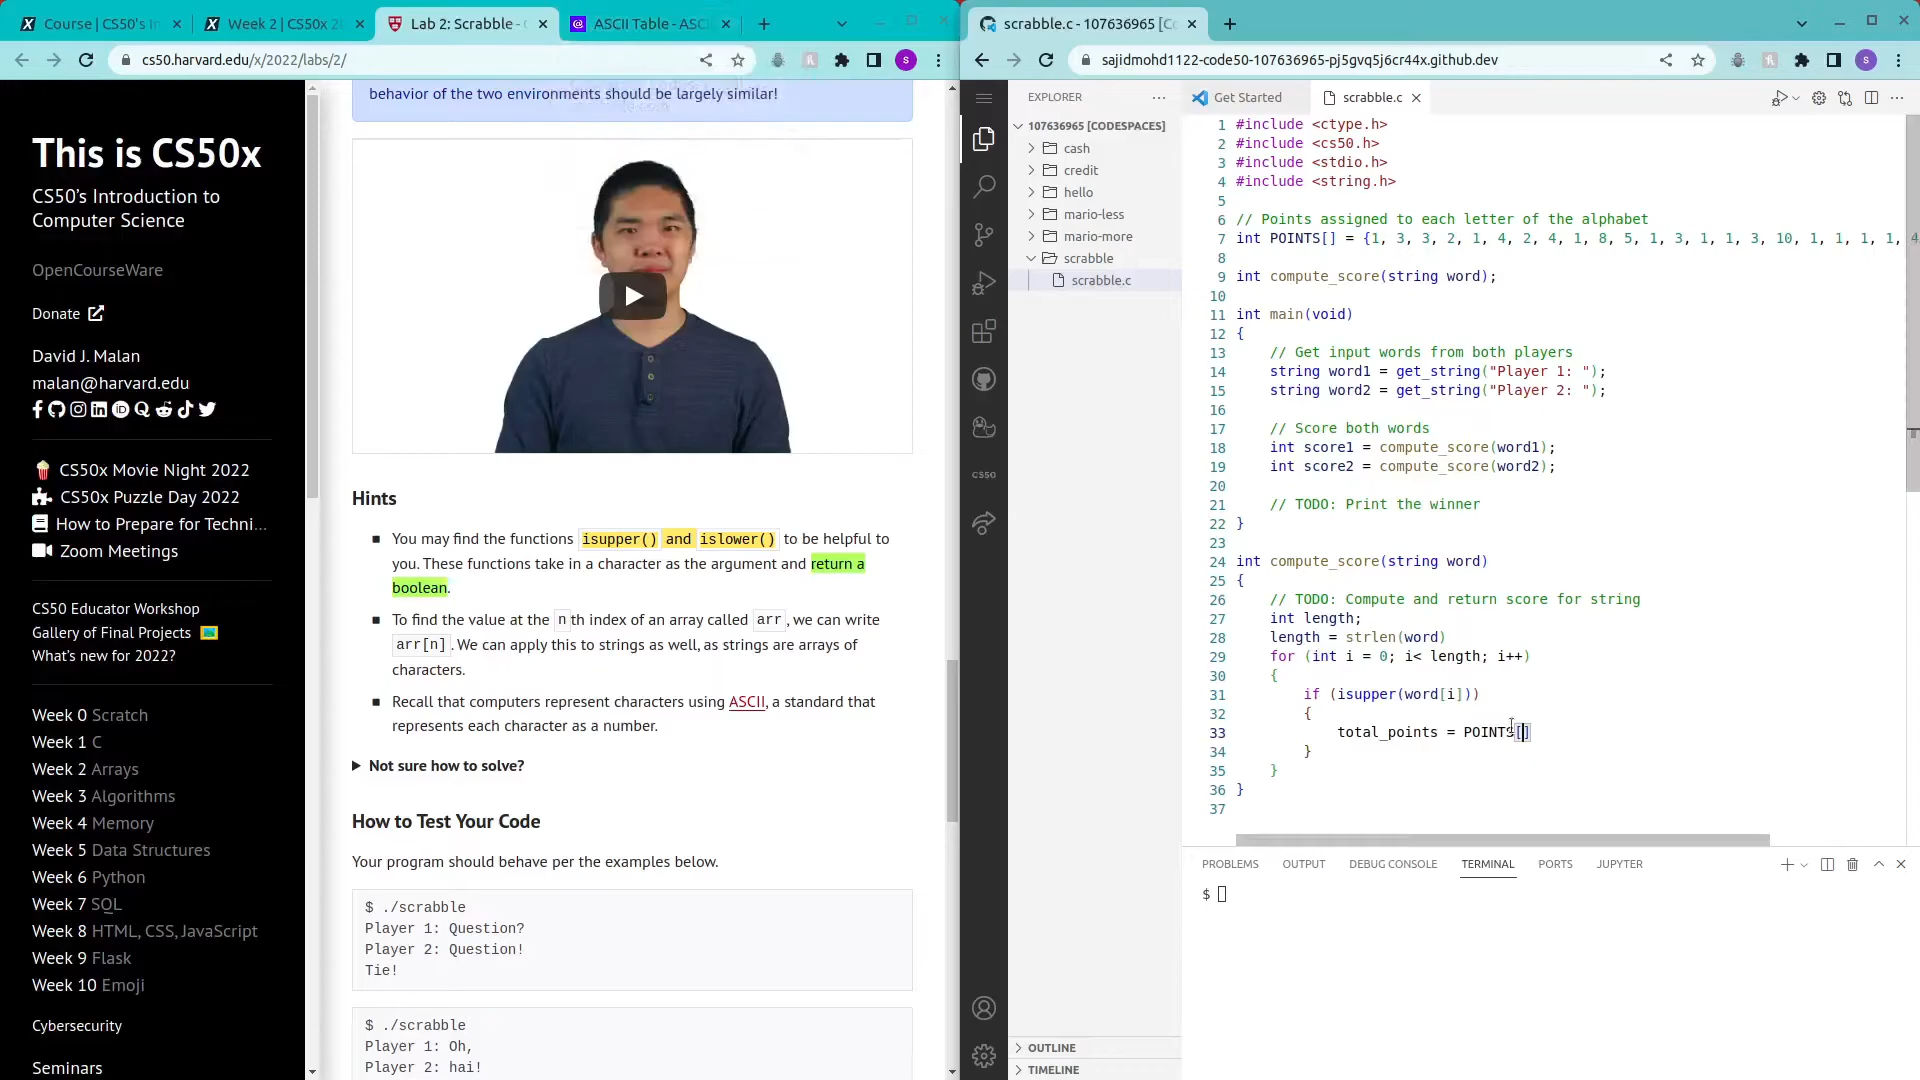 Course | CS50's In
Week 2 | CS50x 20
Lab 2: Scrabble - C
ASCII Table - ASCI
cs50.harvard.edu/x/2022/labs/2/
S
This is CS50x
CS50's Introduction to
Computer Science
OpenCourseWare
Donate
David J. Malan
malan@harvard.edu
CS50x Movie Night 2022
CS50x Puzzle Day 2022
How to Prepare for Techni...
Zoom Meetings
CS50 Educator Workshop
Gallery of Final Projects
What's new for 2022?
Week 0 Scratch
Week 1 C
Week 2 Arrays
Week 3 Algorithms
Week 4 Memory
Week 5 Data Structures
Week 6 Python
Week 7 SQL
Week 8 HTML, CSS, JavaScript
Week 9 Flask
Week 10 Emoji
Cybersecurity
Seminars
behavior of the two environments should be largely similar!
Hints
You may find the functions isupper() and islower() to be helpful to
you. These functions take in a character as the argument and return a
boolean.
To find the value at the nth index of an array called arr, we can write
arr[n]. We can apply this to strings as well, as strings are arrays of
characters.
Recall that computers represent characters using ASCII, a standard that
represents each character as a number.
Not sure how to solve?
How to Test Your Code
Your program should behave per the examples below.
$ ./scrabble
Player 1: Question?
Player 2: Question!
Tie!
$ ./scrabble
Player 1: Oh,
Player 2: hai!
scrabble.c - 107636965 [Co
sajidmohd1122-code50-107636965-pj5gvq5j6cr44x.github.dev
S
EXPLORER
107636965 [CODESPACES]
cash
credit
hello
mario-less
mario-more
scrabble
scrabble.c
OUTLINE
TIMELINE
CS50
Get Started
scrabble.c
1 #include <ctype.h>
2 #include <cs50.h>
3 #include <stdio.h>
4 #include <string.h>
5
6 // Points assigned to each letter of the alphabet
7 int POINTS[] = {1, 3, 3, 2, 1, 4, 2, 4, 1, 8, 5, 1, 3, 1, 1, 3, 10, 1, 1, 1, 1, 4
8
9 int compute_score(string word);
10
11 int main(void)
12 {
13 // Get input words from both players
14 string word1 = get_string("Player 1: ");
15 string word2 = get_string("Player 2: ");
16
17 // Score both words
18 int score1 = compute_score(word1);
19 int score2 = compute_score(word2);
20
21 // TODO: Print the winner
22 }
23
24 int compute_score(string word)
25 {
26 // TODO: Compute and return score for string
27 int length;
28 length = strlen(word)
29 for (int i = 0; i< length; i++)
30 {
31 if (isupper(word[i]))
32 {
33 total_points = POINTS[]
34 }
35 }
36 }
37
PROBLEMS
OUTPUT
DEBUG CONSOLE
TERMINAL
PORTS
JUPYTER
$